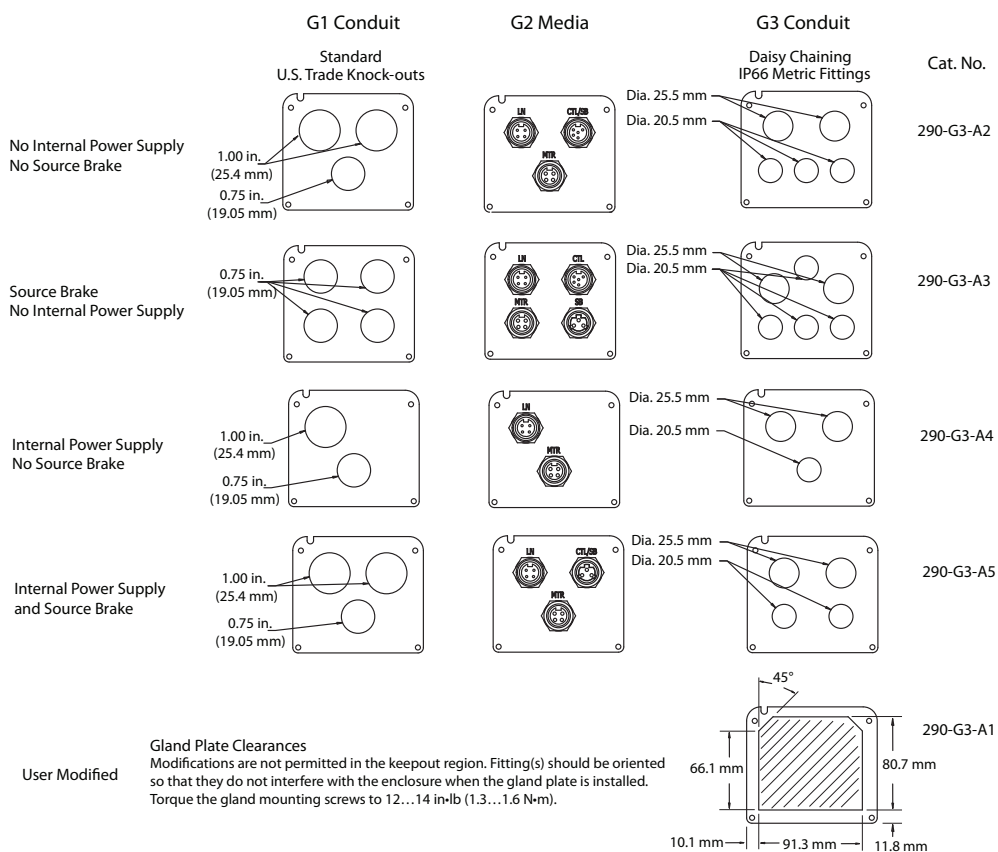 G1 Conduit
G2 Media
G3 Conduit
Standard
U.S. Trade Knock-outs
Daisy Chaining
IP66 Metric Fittings
Cat. No.
No Internal Power Supply
No Source Brake
1.00 in.
(25.4 mm)
0.75 in.
(19.05 mm)
LN
CTL/SB
MTR
Dia. 25.5 mm
Dia. 20.5 mm
290-G3-A2
Source Brake
No Internal Power Supply
0.75 in.
(19.05 mm)
LN
CTL
MTR
SB
Dia. 25.5 mm
Dia. 20.5 mm
290-G3-A3
Internal Power Supply
No Source Brake
1.00 in.
(25.4 mm)
0.75 in.
(19.05 mm)
LN
MTR
Dia. 25.5 mm
Dia. 20.5 mm
290-G3-A4
Internal Power Supply
and Source Brake
1.00 in.
(25.4 mm)
0.75 in.
(19.05 mm)
LN
CTL/SB
MTR
Dia. 25.5 mm
Dia. 20.5 mm
290-G3-A5
User Modified
Gland Plate Clearances
Modifications are not permitted in the keepout region. Fitting(s) should be oriented
so that they do not interfere with the enclosure when the gland plate is installed.
Torque the gland mounting screws to 12…14 in•lb (1.3…1.6 N•m).
45°
66.1 mm
80.7 mm
10.1 mm
91.3 mm
11.8 mm
290-G3-A1